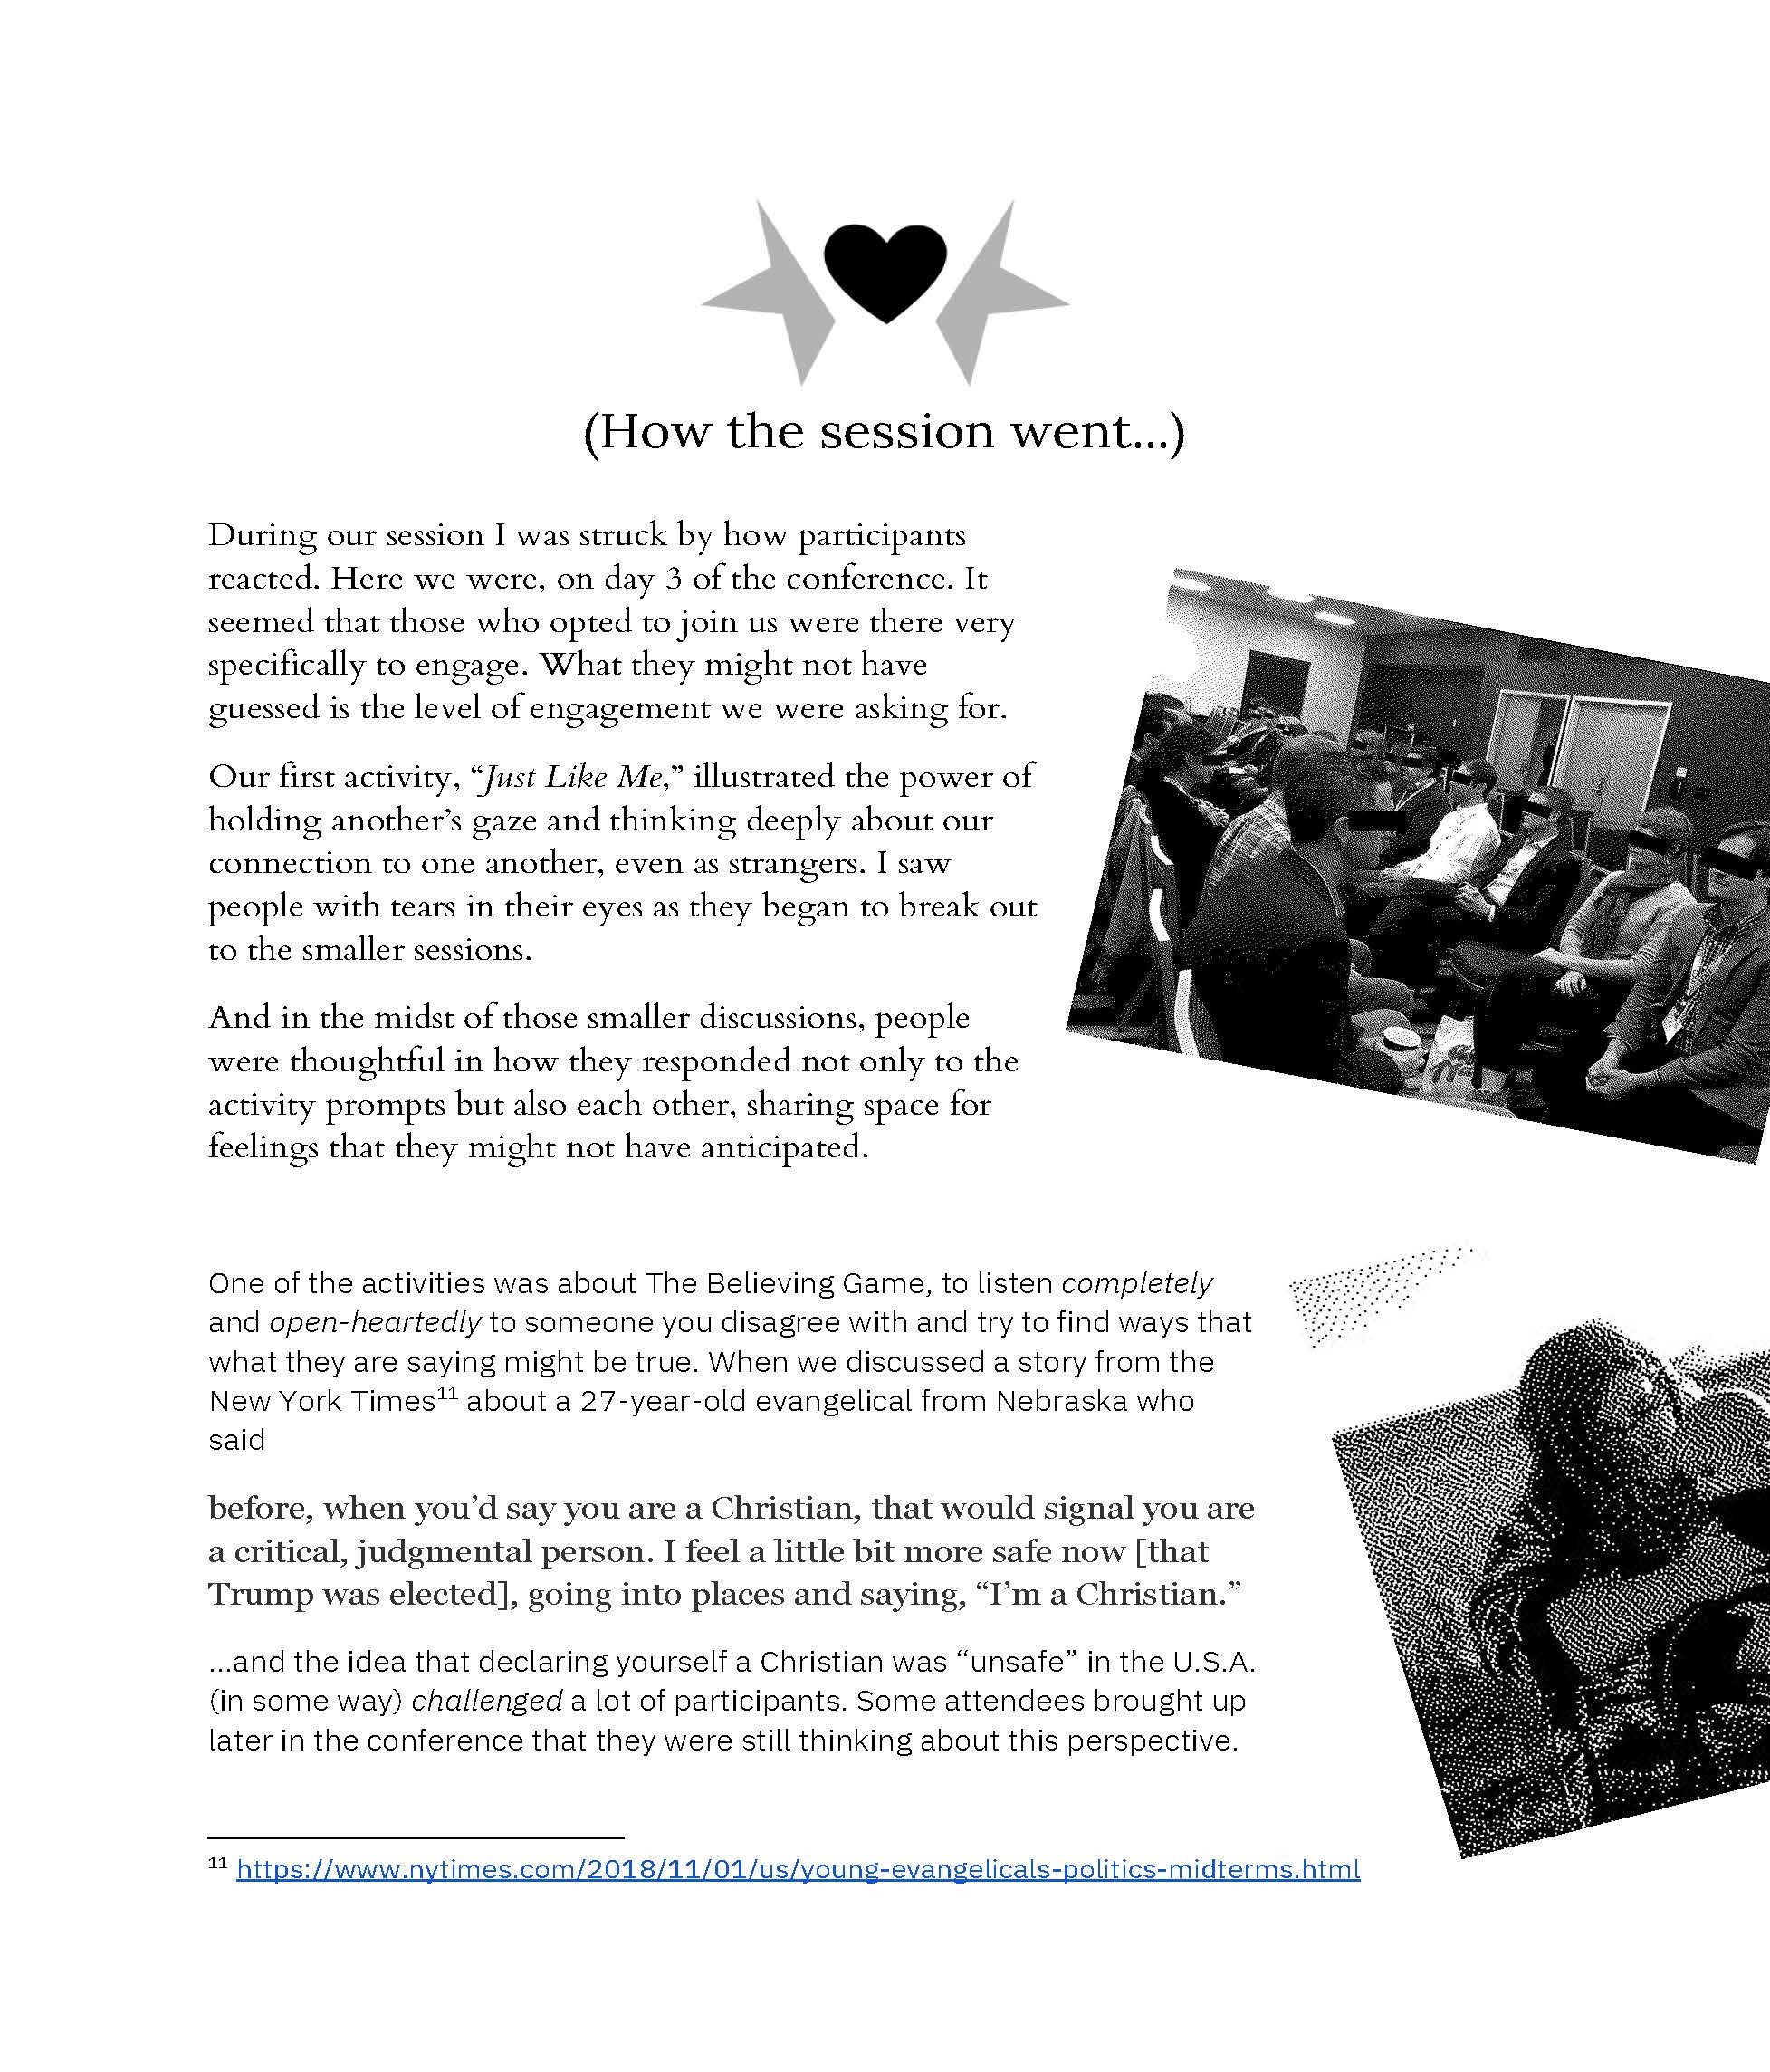 (How the session went...)
During our session I was struck by how participants
reacted. Here we were, on day 3 of the conference. It
seemed that those who opted to join us were there very
specifically to engage. What they might not have
guessed is the level of engagement we were asking for.
Our first activity, “Just Like Me,” illustrated the power of
holding another’s gaze and thinking deeply about our
connection to one another, even as strangers. I saw
people with tears in their eyes as they began to break out
to the smaller sessions.
And in the midst of those smaller discussions, people
were thoughtful in how they responded not only to the
activity prompts but also each other, sharing space for
feelings that they might not have anticipated.
One of the activities was about The Believing Game, to listen completely
and open-heartedly to someone you disagree with and try to find ways that
what they are saying might be true. When we discussed a story from the
New York Times¹¹ about a 27-year-old evangelical from Nebraska who
said
before, when you’d say you are a Christian, that would signal you are
a critical, judgmental person. I feel a little bit more safe now [that
Trump was elected], going into places and saying, “I’m a Christian.”
...and the idea that declaring yourself a Christian was “unsafe” in the U.S.A.
(in some way) challenged a lot of participants. Some attendees brought up
later in the conference that they were still thinking about this perspective.
¹¹ https://www.nytimes.com/2018/11/01/us/young-evangelicals-politics-midterms.html